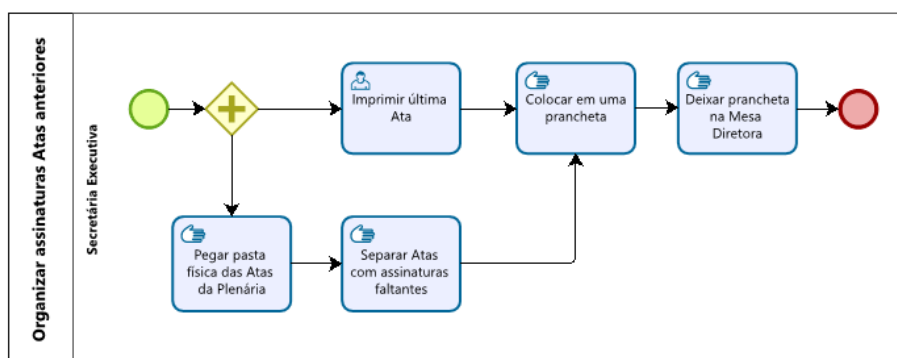 Organizar assinaturas Atas anteriores
Secretária Executiva
Imprimir última
Ata
Colocar em uma
prancheta
Deixar prancheta
na Mesa
Diretora
Pegar pasta
física das Atas
da Plenária
Separar Atas
com assinaturas
faltantes